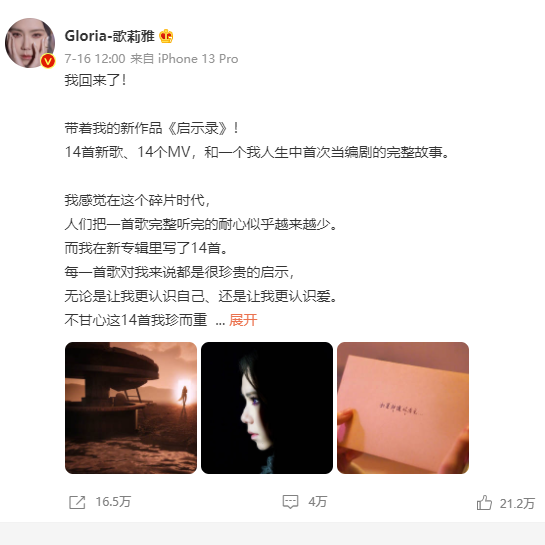 Gloria-歌莉雅
7-16 12:00 来自 iPhone 13 Pro
我回来了！
带着我的新作品《启示录》！
14首新歌、14个MV，和一个我人生中首次当编剧的完整故事。
我感觉在这个碎片时代，
人们把一首歌完整听完的耐心似乎越来越少。
而我在新专辑里写了14首。
每一首歌对我来说都是很珍贵的启示，
无论是让我更认识自己、还是让我更认识爱。
不甘心这14首我珍而重 ... 展开
16.5万
4万
21.2万